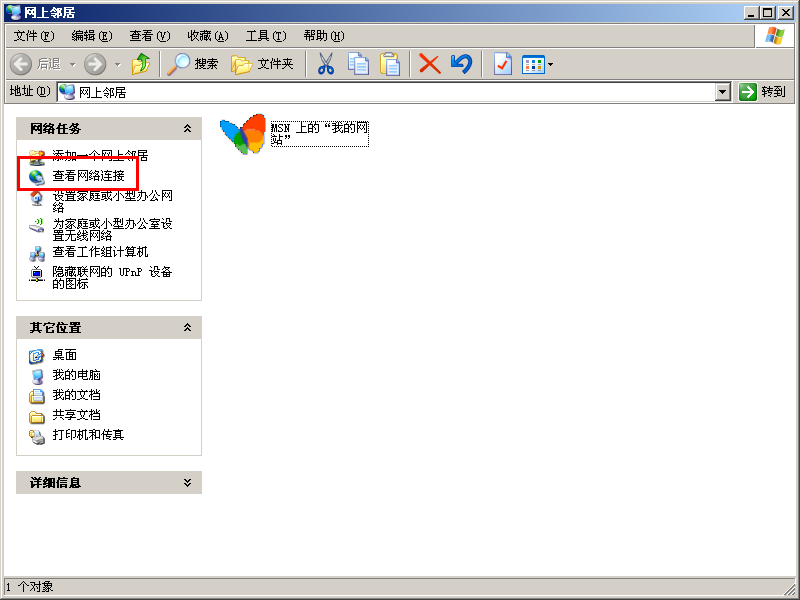 网上邻居
文件(F) 编辑(E) 查看(V) 收藏(A) 工具(T) 帮助(H)
后退 搜索 文件夹
地址(D) 网上邻居 转到
网络任务
添加一个网上邻居
查看网络连接
设置家庭或小型办公网
络
为家庭或小型办公室设
置无线网络
查看工作组计算机
隐藏联网的 UPnP 设备
的图标
其它位置
桌面
我的电脑
我的文档
共享文档
打印机和传真
详细信息
MSN 上的“我的网
站”
1 个对象